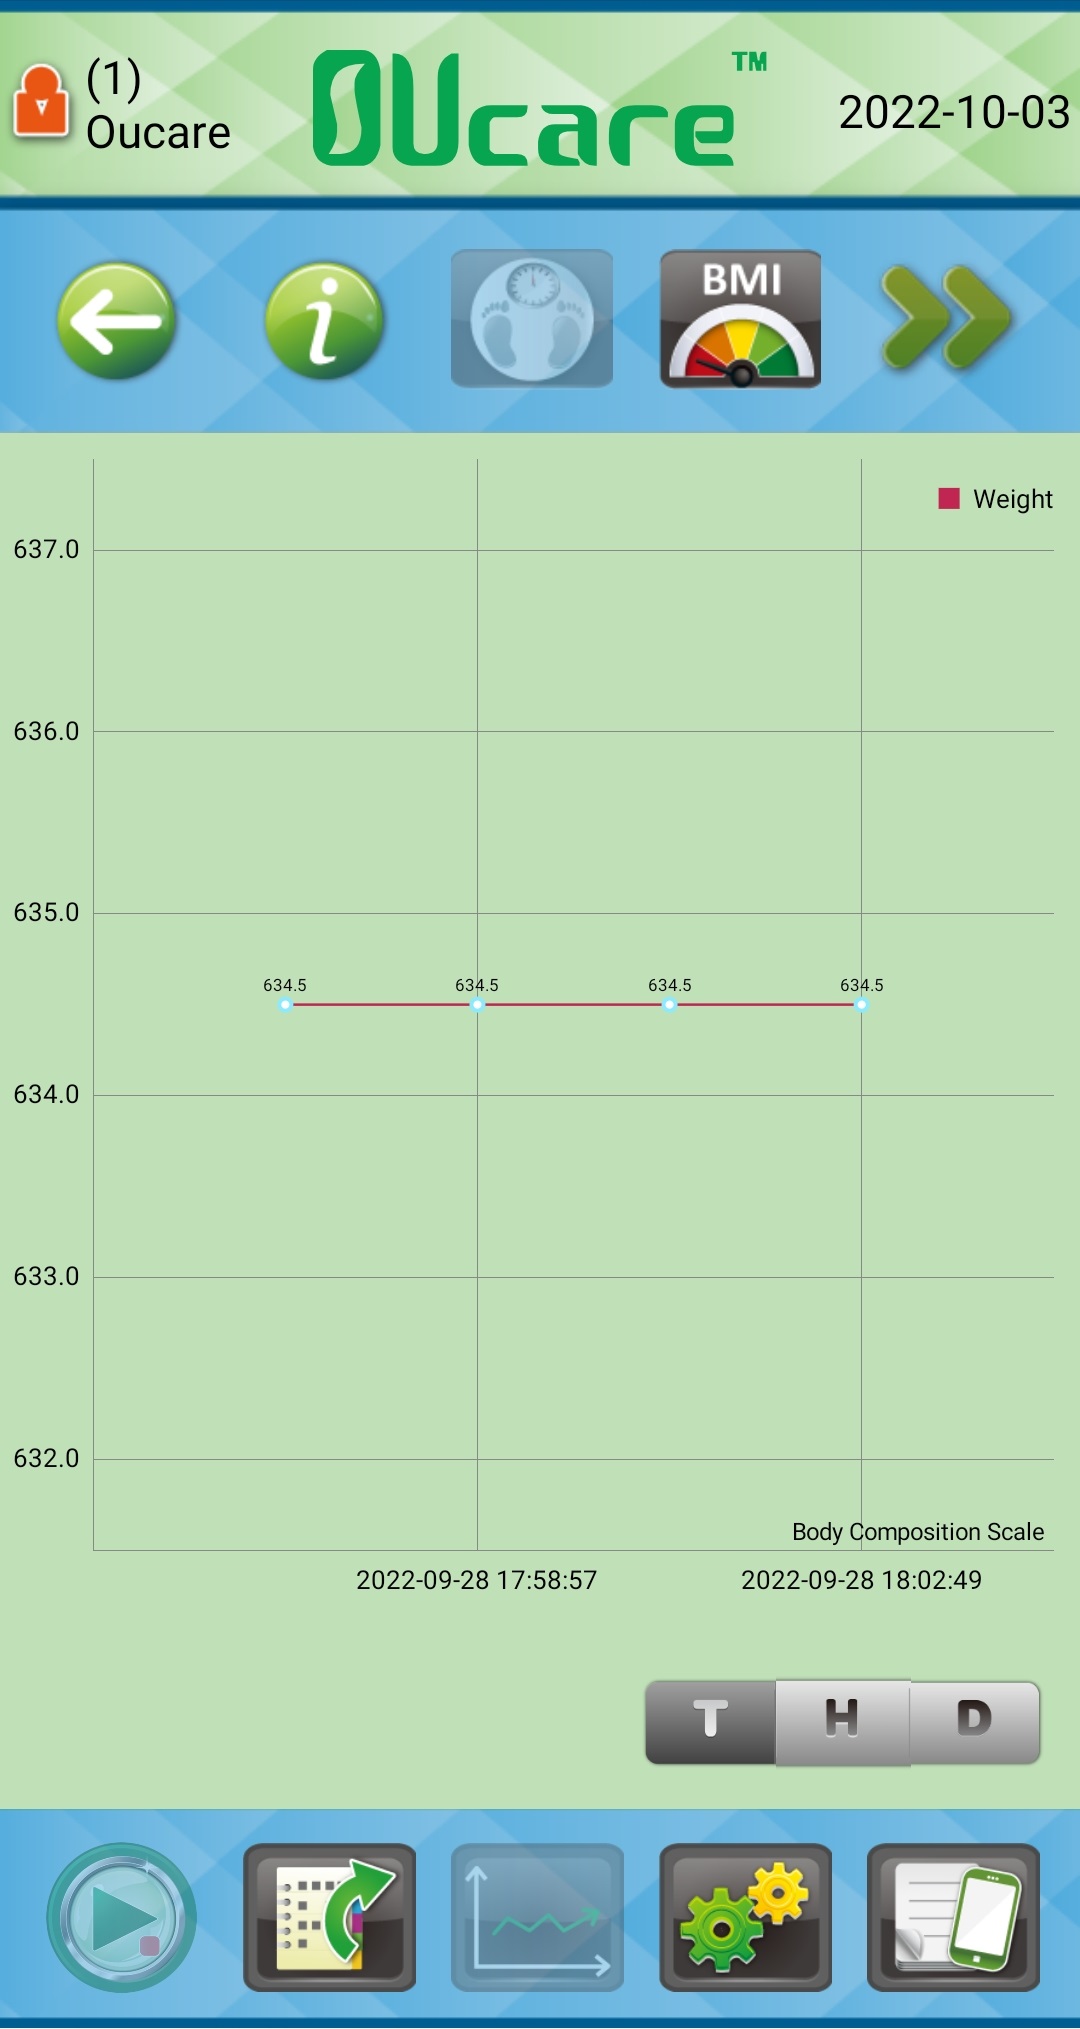 (1)
Oucare
OUcare™
2022-10-03
i
BMI
Weight
637.0
636.0
635.0
634.5 634.5 634.5 634.5
634.0
633.0
632.0
Body Composition Scale
2022-09-28 17:58:57 2022-09-28 18:02:49
T H D